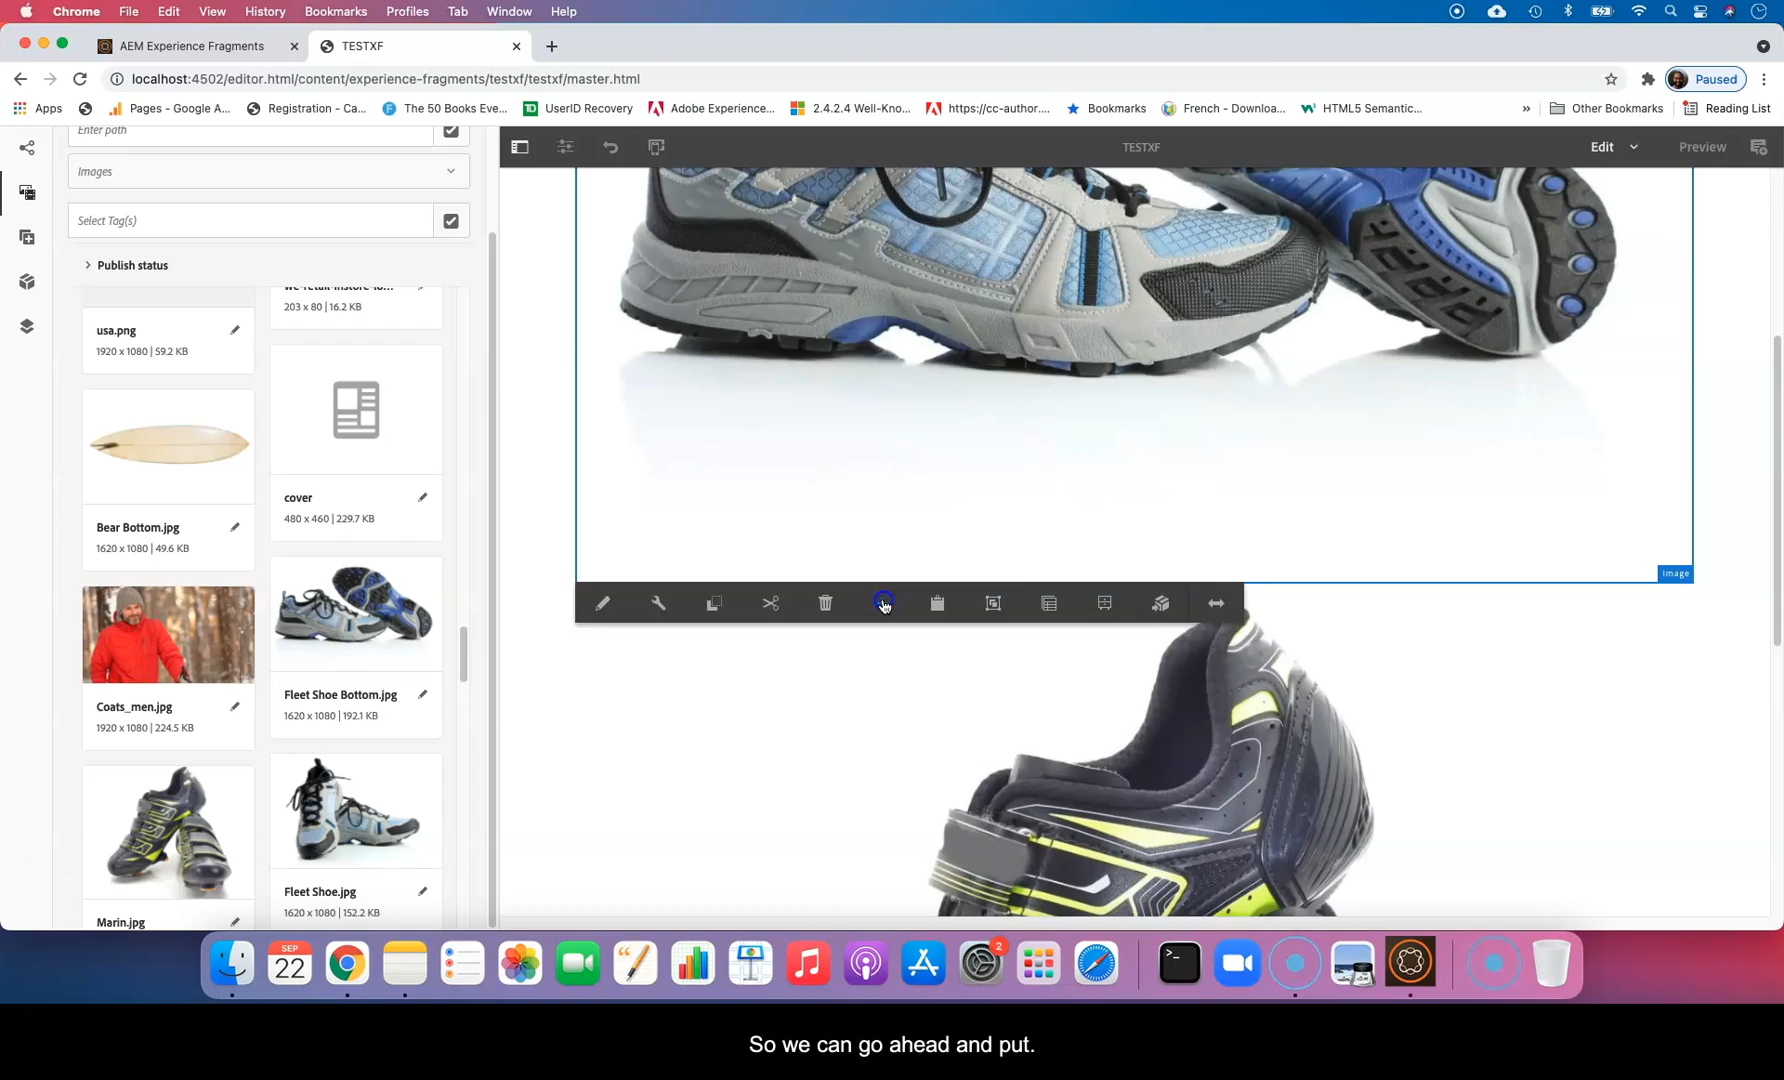 Chrome File Edit View History Bookmarks Profiles Tab Window Help
AEM Experience Fragments
TESTXF
localhost:4502/editor.html/content/experience-fragments/testxf/testxf/master.html
Paused
Apps
Pages - Google A...
Registration - Ca...
The 50 Books Eve...
UserID Recovery
Adobe Experience...
2.4.2.4 Well-Kno...
https://cc-author....
Bookmarks
French - Downloa...
HTML5 Semantic...
»
Other Bookmarks
Reading List
Enter path
TESTXF
Edit
Preview
Images
Select Tag(s)
Publish status
we-retail-instore-lo...
203 x 80 | 16.2 KB
usa.png
1920 x 1080 | 59.2 KB
cover
480 x 460 | 229.7 KB
Bear Bottom.jpg
1620 x 1080 | 49.6 KB
Image
Fleet Shoe Bottom.jpg
1620 x 1080 | 192.1 KB
Coats_men.jpg
1920 x 1080 | 224.5 KB
Fleet Shoe.jpg
1620 x 1080 | 152.2 KB
Marin.jpg
SEP
22
2
So we can go ahead and put.